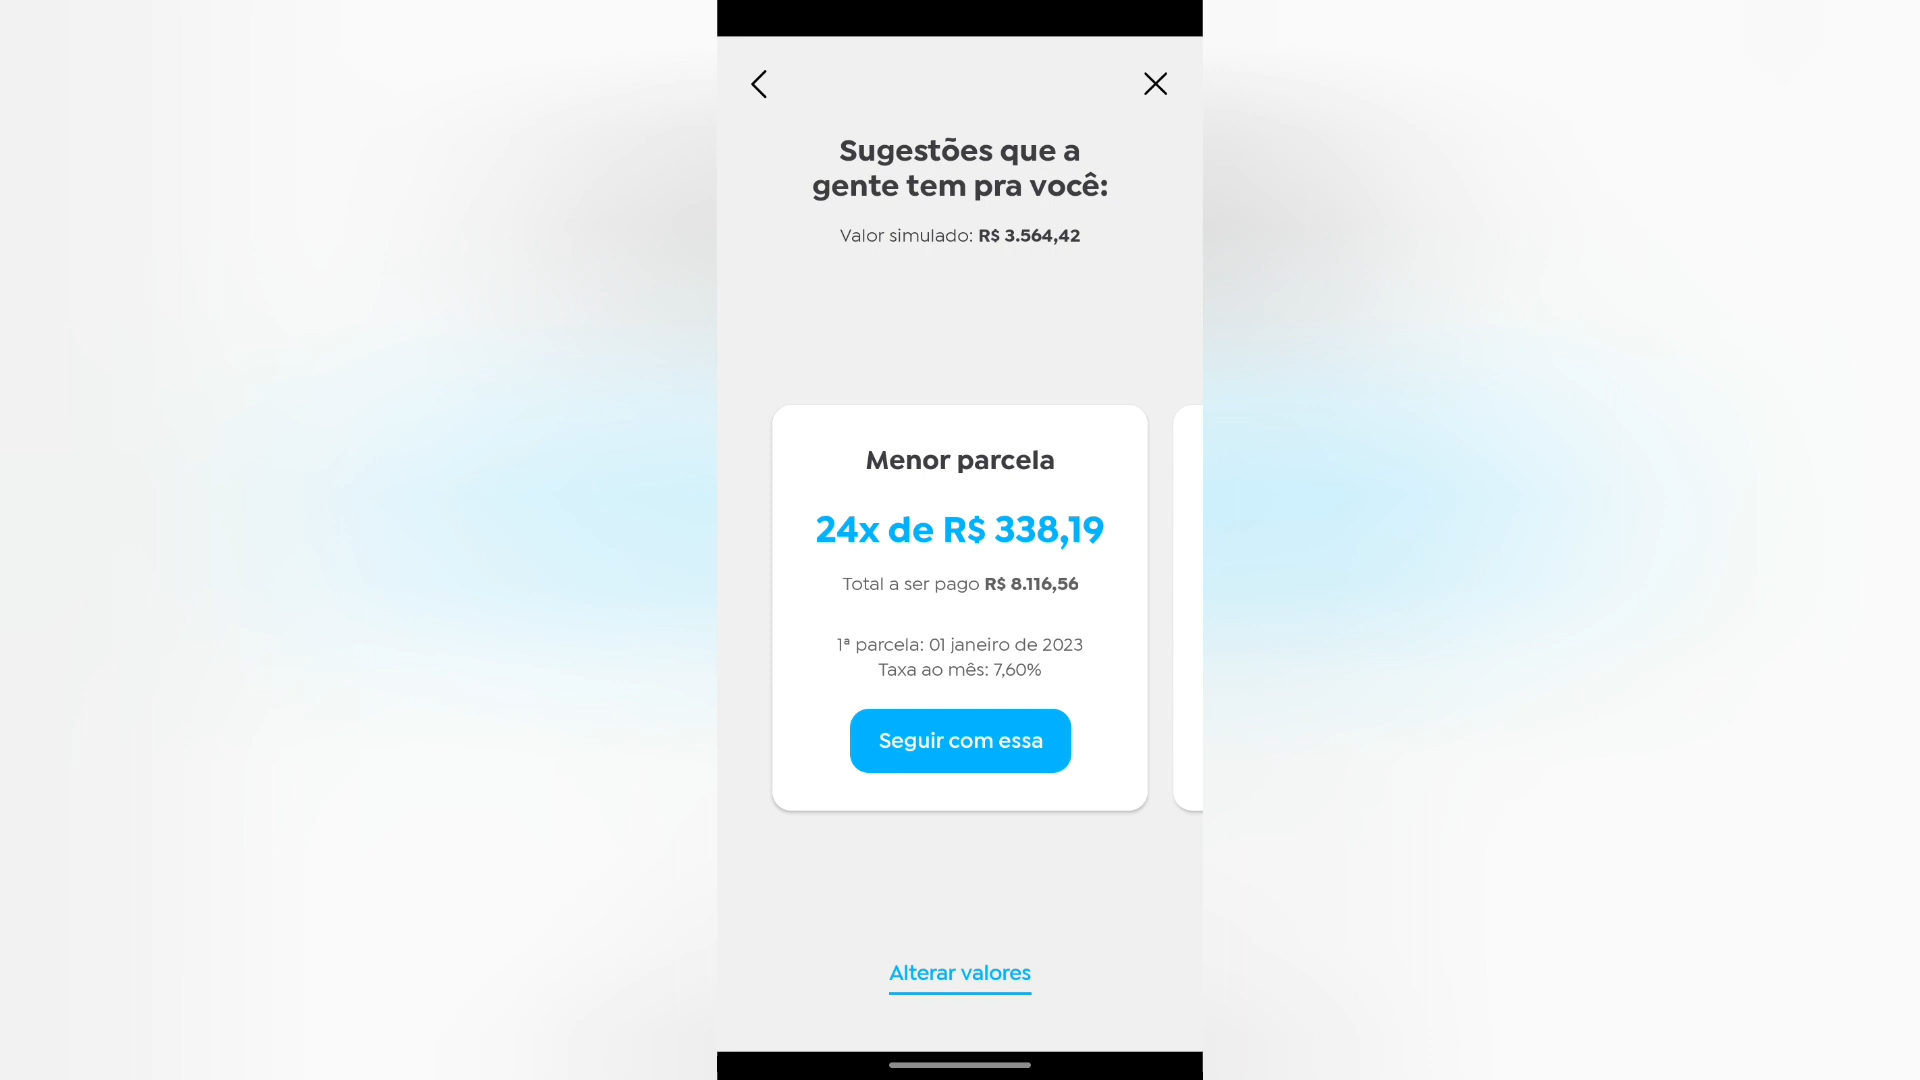 Sugestões que a
gente tem pra você:
Valor simulado: R$ 3.564,42
Menor parcela
24x de R$ 338,19
Total a ser pago R$ 8.116,56
1ª parcela: 01 janeiro de 2023
Taxa ao mês: 7,60%
Seguir com essa
Alterar valores